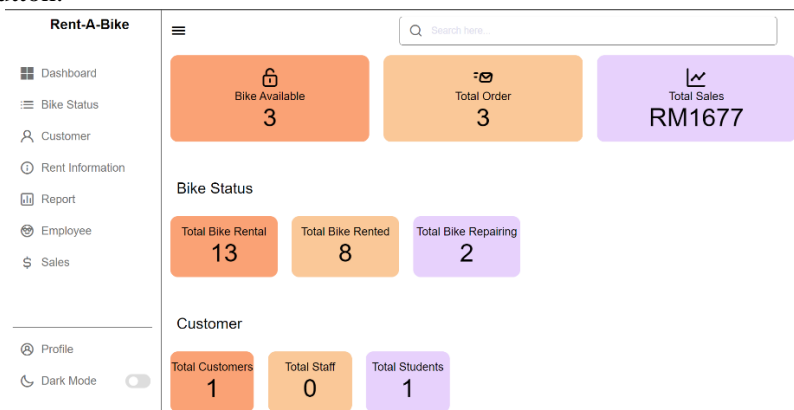 Rent-A-Bike
Search here...
Dashboard
Bike Status
Customer
Rent Information
Report
Employee
Sales
Profile
Dark Mode
Bike Available
3
Total Order
3
Total Sales
RM1677
Bike Status
Total Bike Rental
13
Total Bike Rented
8
Total Bike Repairing
2
Customer
Total Customers
1
Total Staff
0
Total Students
1